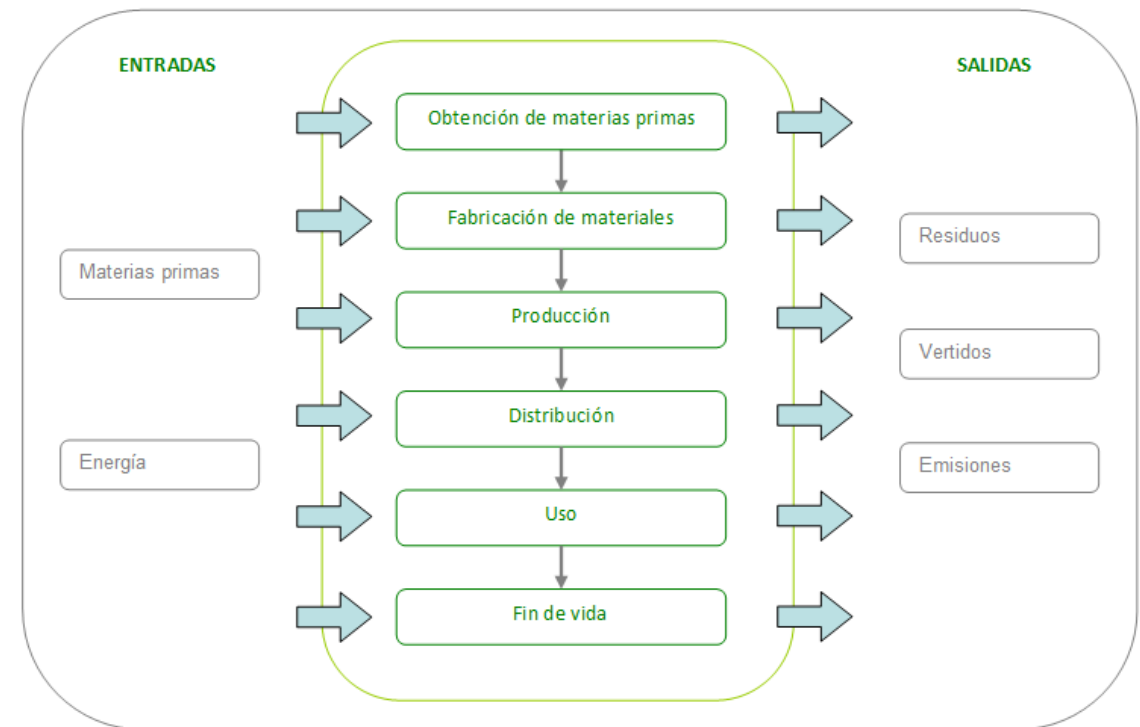 ENTRADAS
SALIDAS
Obtención de materias primas
Fabricación de materiales
Residuos
Materias primas
Producción
Vertidos
Distribución
Energía
Emisiones
Uso
Fin de vida